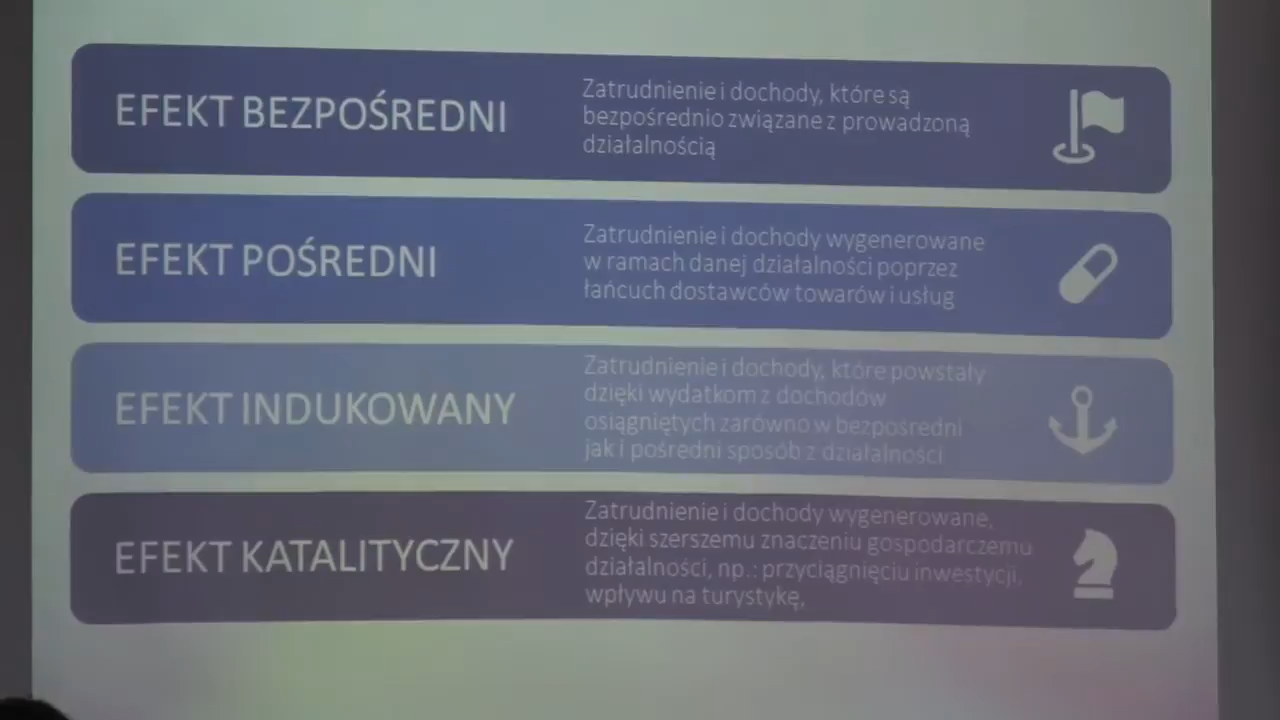 EFEKT BEZPOŚREDNI
Zatrudnienie i dochody, które są
bezpośrednio związane z prowadzoną
działalnością
EFEKT POŚREDNI
Zatrudnienie i dochody wygenerowane
w ramach danej działalności poprzez
łańcuch dostawców towarów i usług
EFEKT INDUKOWANY
Zatrudnienie i dochody, które powstały
dzięki wydatkom z dochodów
osiągniętych zarówno w bezpośredni
jak i pośredni sposób z działalności
EFEKT KATALITYCZNY
Zatrudnienie i dochody wygenerowane,
dzięki szerszemu znaczeniu gospodarczemu
działalności, np.: przyciągnięciu inwestycji,
wpływu na turystykę,